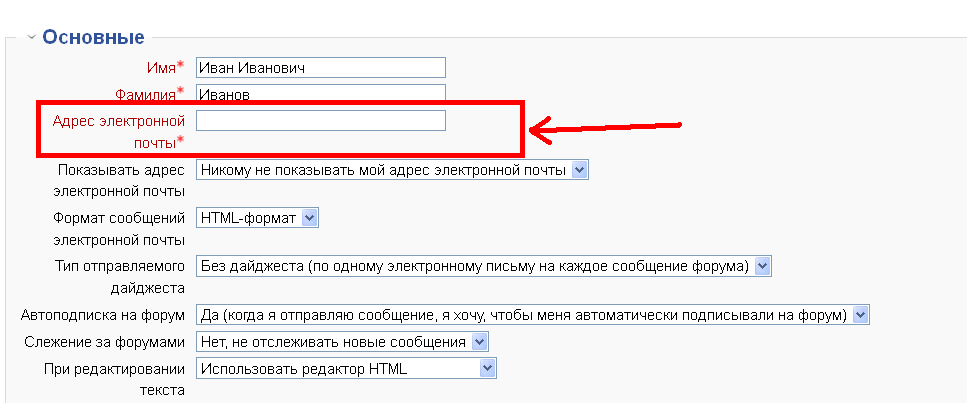 Основные
Имя* Иван Иванович
Фамилия* Иванов
Адрес электронной
почты*
Показывать адрес Никому не показывать мой адрес электронной почты
электронной почты
Формат сообщений HTML-формат
электронной почты
Тип отправляемого Без дайджеста (по одному электронному письму на каждое сообщение форума)
дайджеста
Автоподписка на форум Да (когда я отправляю сообщение, я хочу, чтобы меня автоматически подписывали на форум)
Слежение за форумами Нет, не отслеживать новые сообщения
При редактировании Использовать редактор HTML
текста